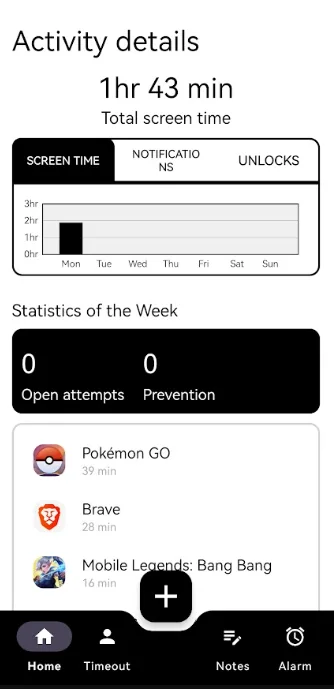 Activity details
1hr 43 min
Total screen time
SCREEN TIME
NOTIFICATIO
NS
UNLOCKS
3hr
2hr
1hr
0hr
Mon Tue Wed Thu Fri Sat Sun
Statistics of the Week
0 0
Open attempts Prevention
Pokémon GO
39 min
Brave
28 min
Mobile Legends: Bang Bang
16 min
Home Timeout Notes Alarm